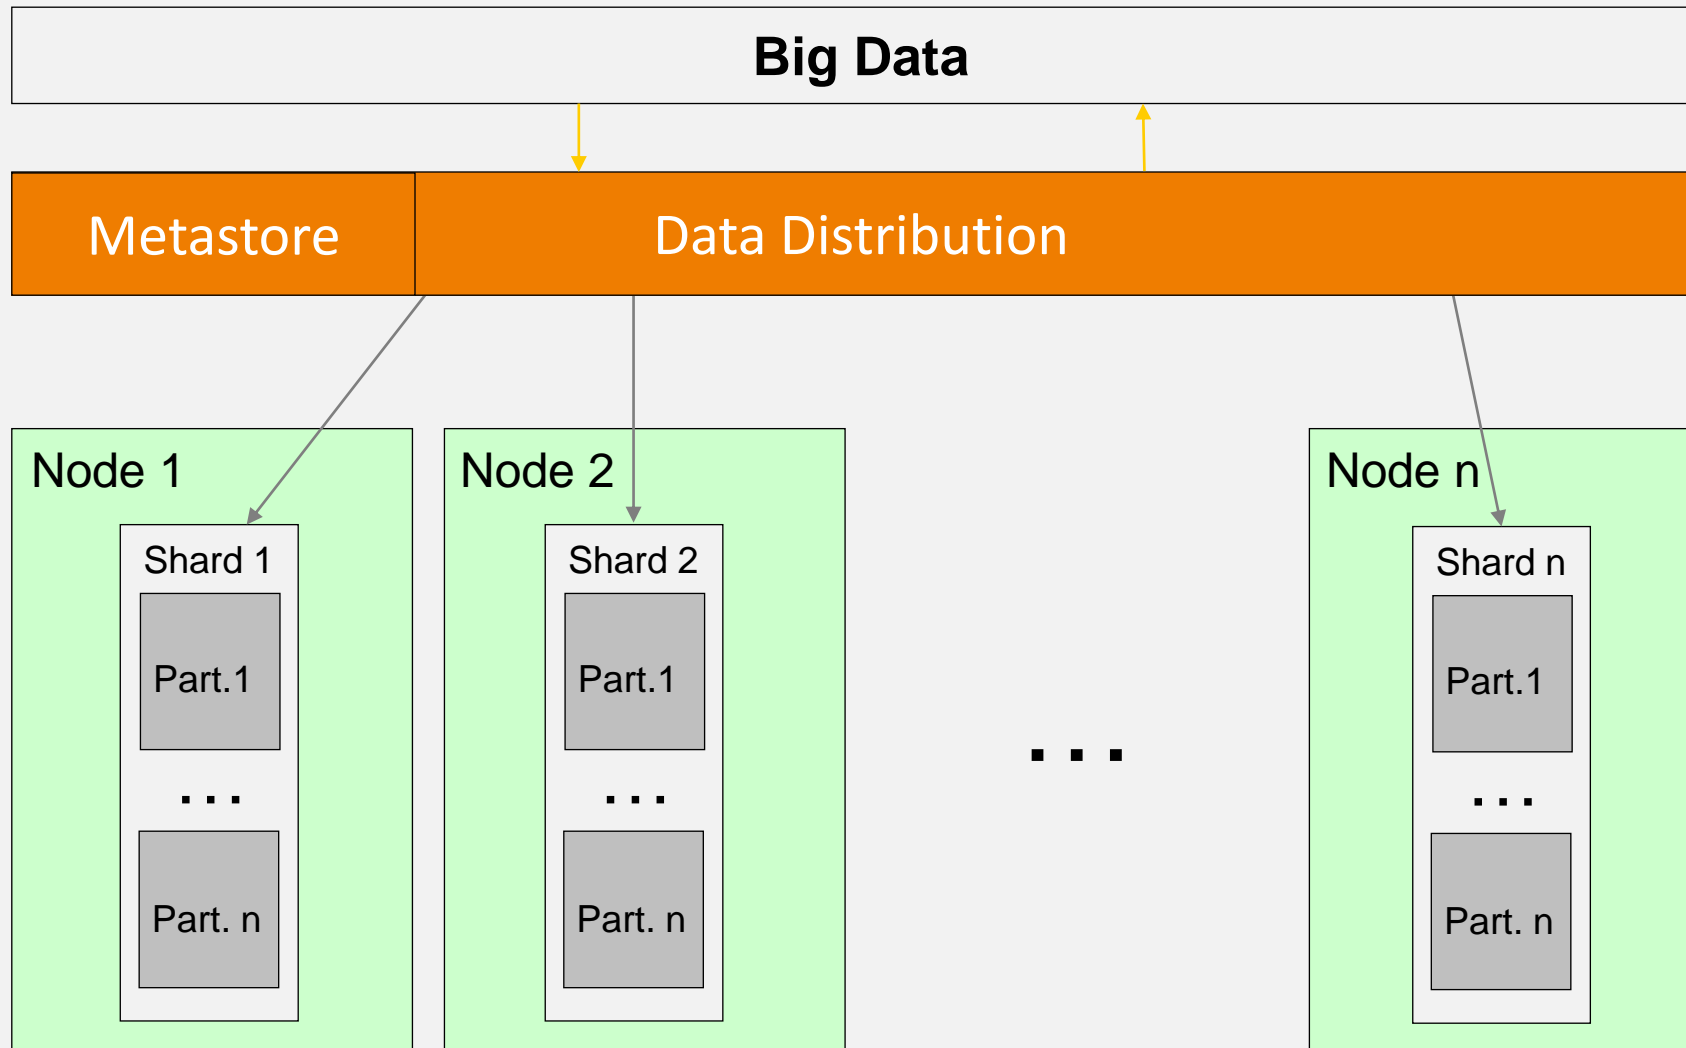 Big Data
Metastore
Data Distribution
Node 1
Node 2
Node n
Shard 1
Shard 2
Shard n
Part.1
Part.1
Part.1
...
...
...
...
Part. n
Part. n
Part. n